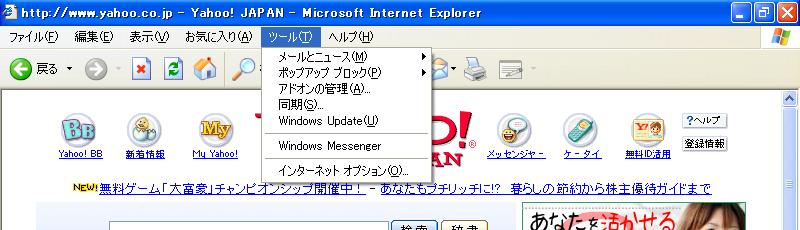 http://www.yahoo.co.jp - Yahoo! JAPAN - Microsoft Internet Explorer
ファイル(F) 編集(E) 表示(V) お気に入り(A) ツール(T) ヘルプ(H)
戻る
メールとニュース(M)
ポップアップ ブロック(P)
アドオンの管理(A)...
同期(S)...
Windows Update(U)
Windows Messenger
インターネット オプション(O)...
BB My Y!
O!
PAN
Yahoo! BB 新着情報 My Yahoo! メッセンジャー ケータイ 無料ID活用
?ヘルプ
登録情報
NEW! 無料ゲーム「大富豪」チャンピオンシップ開催中！ - あなたもプチリッチに!? 暮らしの節約から株主優待ガイドまで
検索 辞書
あなたを活かせる